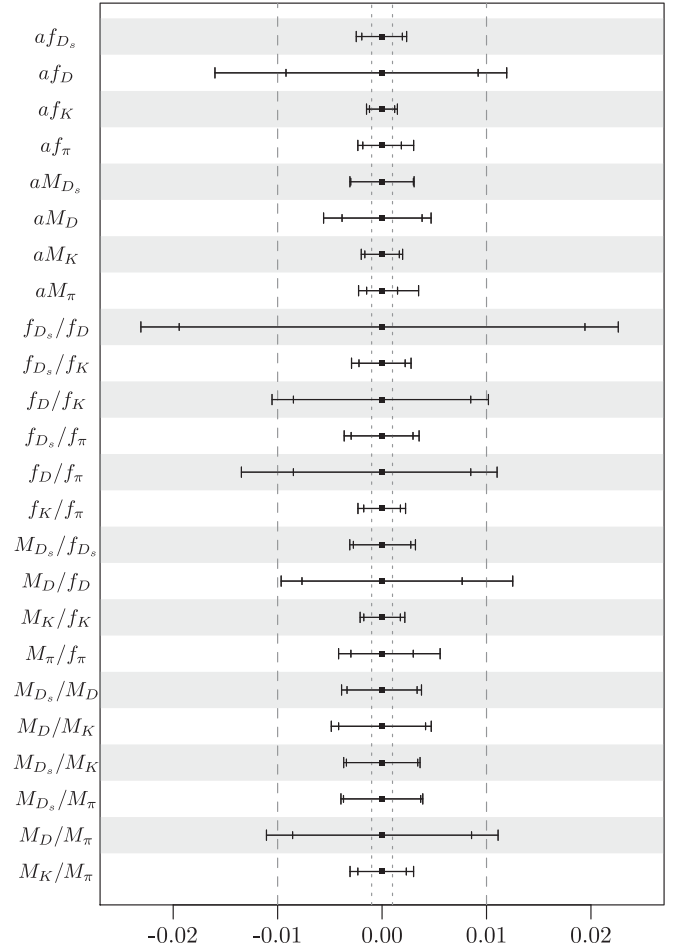 af_{D_s}
af_D
af_K
af_π
aM_{D_s}
aM_D
aM_K
aM_π
f_{D_s}/f_D
f_{D_s}/f_K
f_D/f_K
f_{D_s}/f_π
f_D/f_π
f_K/f_π
M_{D_s}/f_{D_s}
M_D/f_D
M_K/f_K
M_π/f_π
M_{D_s}/M_D
M_D/M_K
M_{D_s}/M_K
M_{D_s}/M_π
M_D/M_π
M_K/M_π
-0.02 -0.01 0.00 0.01 0.02